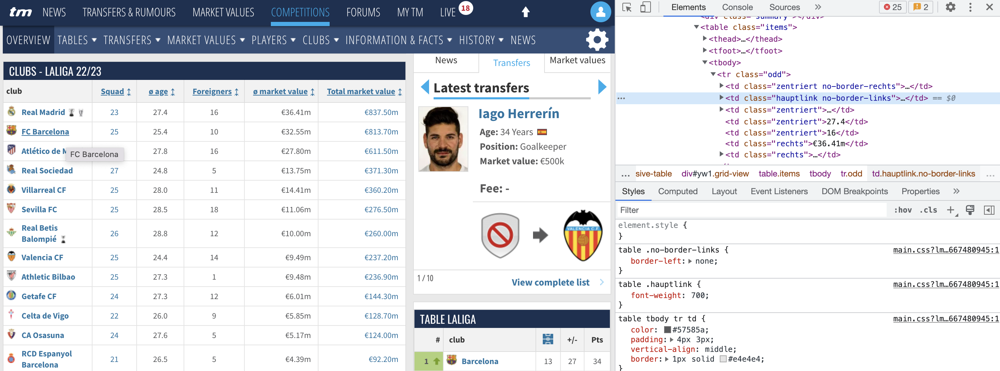 tm NEWS TRANSFERS & RUMOURS MARKET VALUES COMPETITIONS FORUMS MY TM LIVE 18
OVERVIEW TABLES TRANSFERS MARKET VALUES PLAYERS CLUBS INFORMATION & FACTS HISTORY NEWS
CLUBS - LALIGA 22/23
club Squad ø age Foreigners ø market value Total market value
Real Madrid 23 27.4 16 €36.41m €837.50m
FC Barcelona 25 25.4 10 €32.55m €813.70m
Atlético de 27.8 16 €27.80m €611.50m
FC Barcelona
Real Sociedad 27 24.8 5 €13.75m €371.30m
Villarreal CF 25 28.0 11 €14.41m €360.20m
Sevilla FC 25 28.5 18 €11.06m €276.50m
Real Betis
Balompié 26 28.8 12 €10.00m €260.00m
Valencia CF 25 24.4 14 €9.49m €237.20m
Athletic Bilbao 25 27.3 1 €9.48m €236.90m
Getafe CF 24 27.3 12 €6.01m €144.30m
Celta de Vigo 22 26.0 9 €5.85m €128.70m
CA Osasuna 24 27.6 5 €5.17m €124.00m
RCD Espanyol
Barcelona 21 26.5 5 €4.39m €92.20m
News Transfers Market values
Latest transfers
Iago Herrerín
Age: 34 Years
Position: Goalkeeper
Market value: €500k
Fee: -
VALENCIA C.F.
1 / 10
View complete list
TABLE LALIGA
# club +/- Pts
1 Barcelona 13 27 34
Elements Console Sources » 25 2
<div class="summary"></div>
<table class="items">
<thead>…</thead>
<tfoot>…</tfoot>
<tbody>
<tr class="odd">
<td class="zentriert no-border-rechts">…</td>
… <td class="hauptlink no-border-links">…</td> == $0
<td class="zentriert">…</td>
<td class="zentriert">27.4</td>
<td class="zentriert">16</td>
<td class="rechts">€36.41m</td>
<td class="rechts">…</td>
… sive-table div#yw1.grid-view table.items tbody tr.odd td.hauptlink.no-border-links …
Styles Computed Layout Event Listeners DOM Breakpoints Properties »
Filter :hov .cls +
element.style {
}
table .no-border-links { main.css?lm…667480945:1
border-left: none;
}
table .hauptlink { main.css?lm…667480945:1
font-weight: 700;
}
table tbody tr td { main.css?lm…667480945:1
color: #57585a;
padding: 4px 3px;
vertical-align: middle;
border: 1px solid #e4e4e4;
}